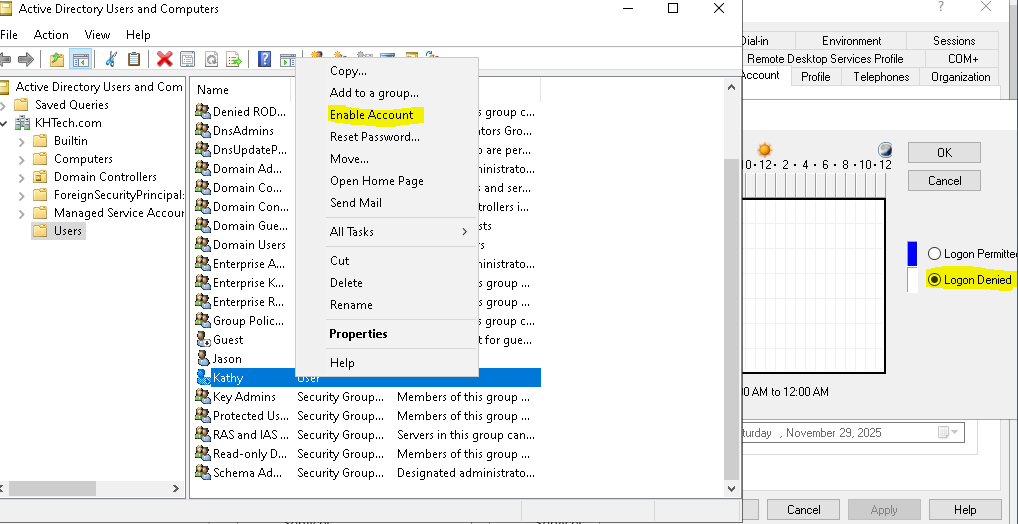 Active Directory Users and Computers
File Action View Help
Active Directory Users and Com
Saved Queries
KHTech.com
Builtin
Computers
Domain Controllers
ForeignSecurityPrincipal:
Managed Service Accour
Users
Name
Denied ROD... is group c...
DnsAdmins ators Gro...
DnsUpdateP... o are per...
Domain Ad...
Domain Co... s and ser...
Domain Con... rollers i...
Domain Gue... sts
Domain Users rs
Enterprise A... ministrato...
Enterprise K... s group ...
Enterprise R... s group ...
Group Polic... s group c...
Guest t for gue...
Jason
Kathy User
Key Admins Security Group... Members of this group ...
Protected Us... Security Group... Members of this group ...
RAS and IAS ... Security Group... Servers in this group can...
Read-only D... Security Group... Members of this group ...
Schema Ad... Security Group... Designated administrato...
Copy...
Add to a group...
Enable Account
Reset Password...
Move...
Open Home Page
Send Mail
All Tasks
Cut
Delete
Rename
Properties
Help
?
Dial-in Environment Sessions
Remote Desktop Services Profile COM+
Account Profile Telephones Organization
10 · 12 · 2 · 4 · 6 · 8 · 10 · 12
OK
Cancel
Logon Permitted
Logon Denied
00 AM to 12:00 AM
turday , November 29, 2025
Cancel Apply Help